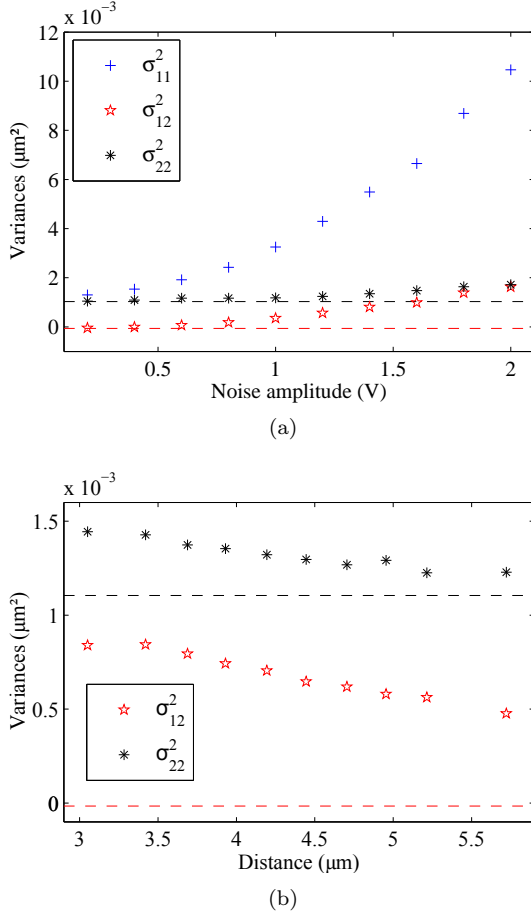 x 10⁻³
12
10
8
6
4
2
0
Variances (µm²)
σ²₁₁
σ²₁₂
σ²₂₂
0.5 1 1.5 2
Noise amplitude (V)
(a)
x 10⁻³
1.5
1
0.5
0
Variances (µm²)
σ²₁₂
σ²₂₂
3 3.5 4 4.5 5 5.5
Distance (µm)
(b)